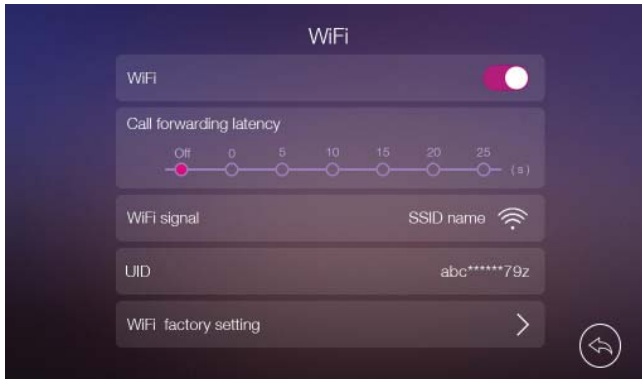 WiFi
WiFi
Call forwarding latency
Off 0 5 10 15 20 25
(s)
WiFi signal SSID name
UID abc******79z
WiFi factory setting